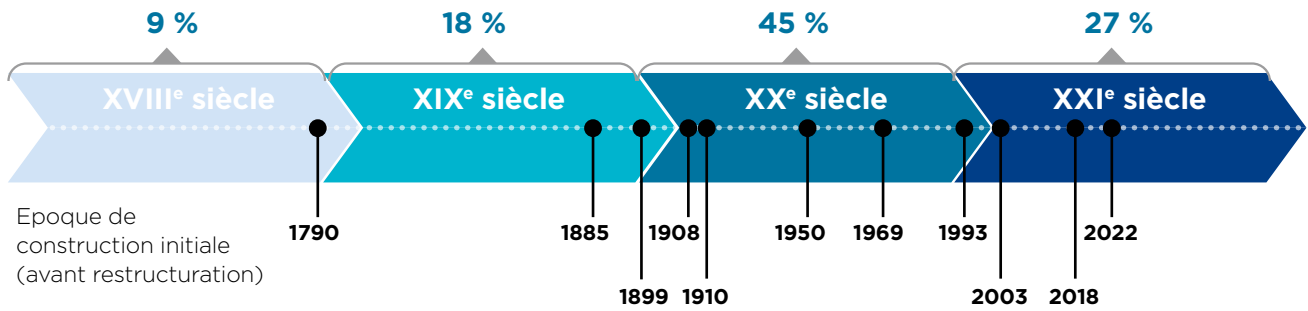 9 % 18 % 45 % 27 %
XVIIIe siècle XIXe siècle XXe siècle XXIe siècle
Epoque de
construction initiale
(avant restructuration)
1790 1885 1908 1950 1969 1993 2022
1899 1910 2003 2018